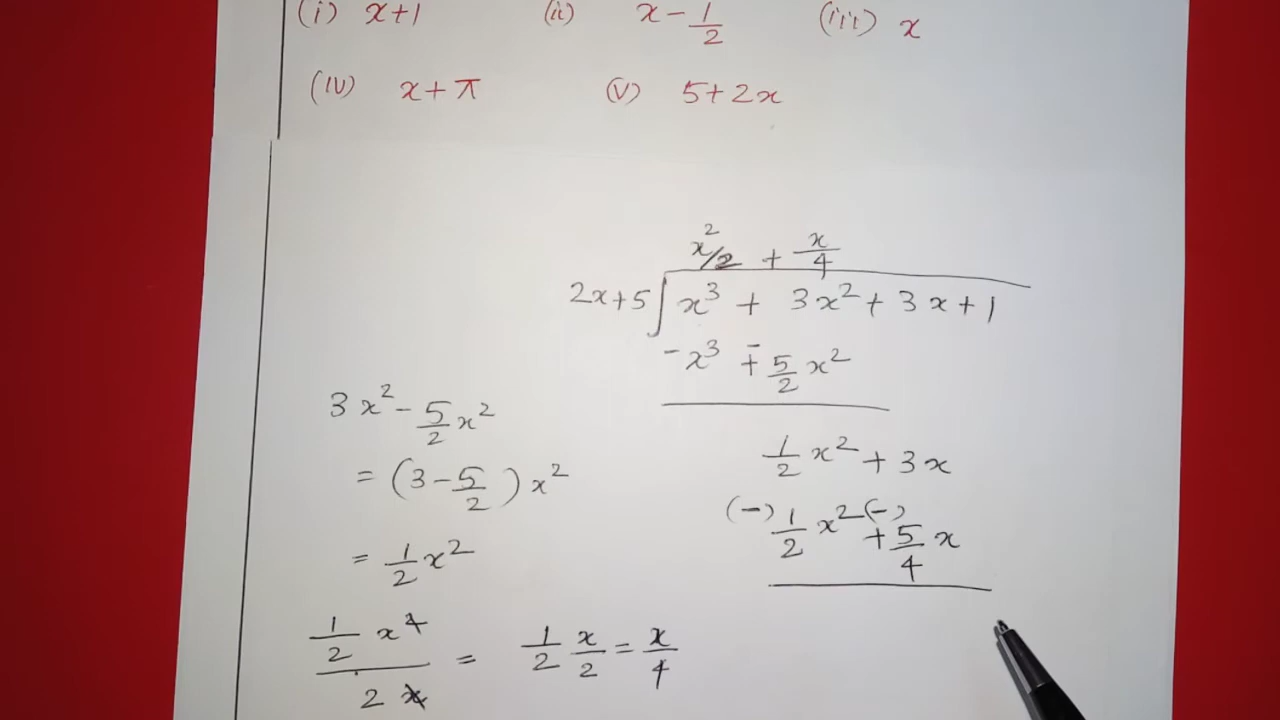 (i) x+1 (ii) x - 1/2 (iii) x
(iv) x + π (v) 5+2x
x²/2 + x/4
2x+5 x³ + 3x² + 3x + 1
- x³ ∓ 5/2 x²
3x² - 5/2 x²
1/2 x² + 3x
= (3 - 5/2) x²
(-) 1/2 x² (-) + 5/4 x
= 1/2 x²
1/2 x² / 2x = 1/2 x/2 = x/4